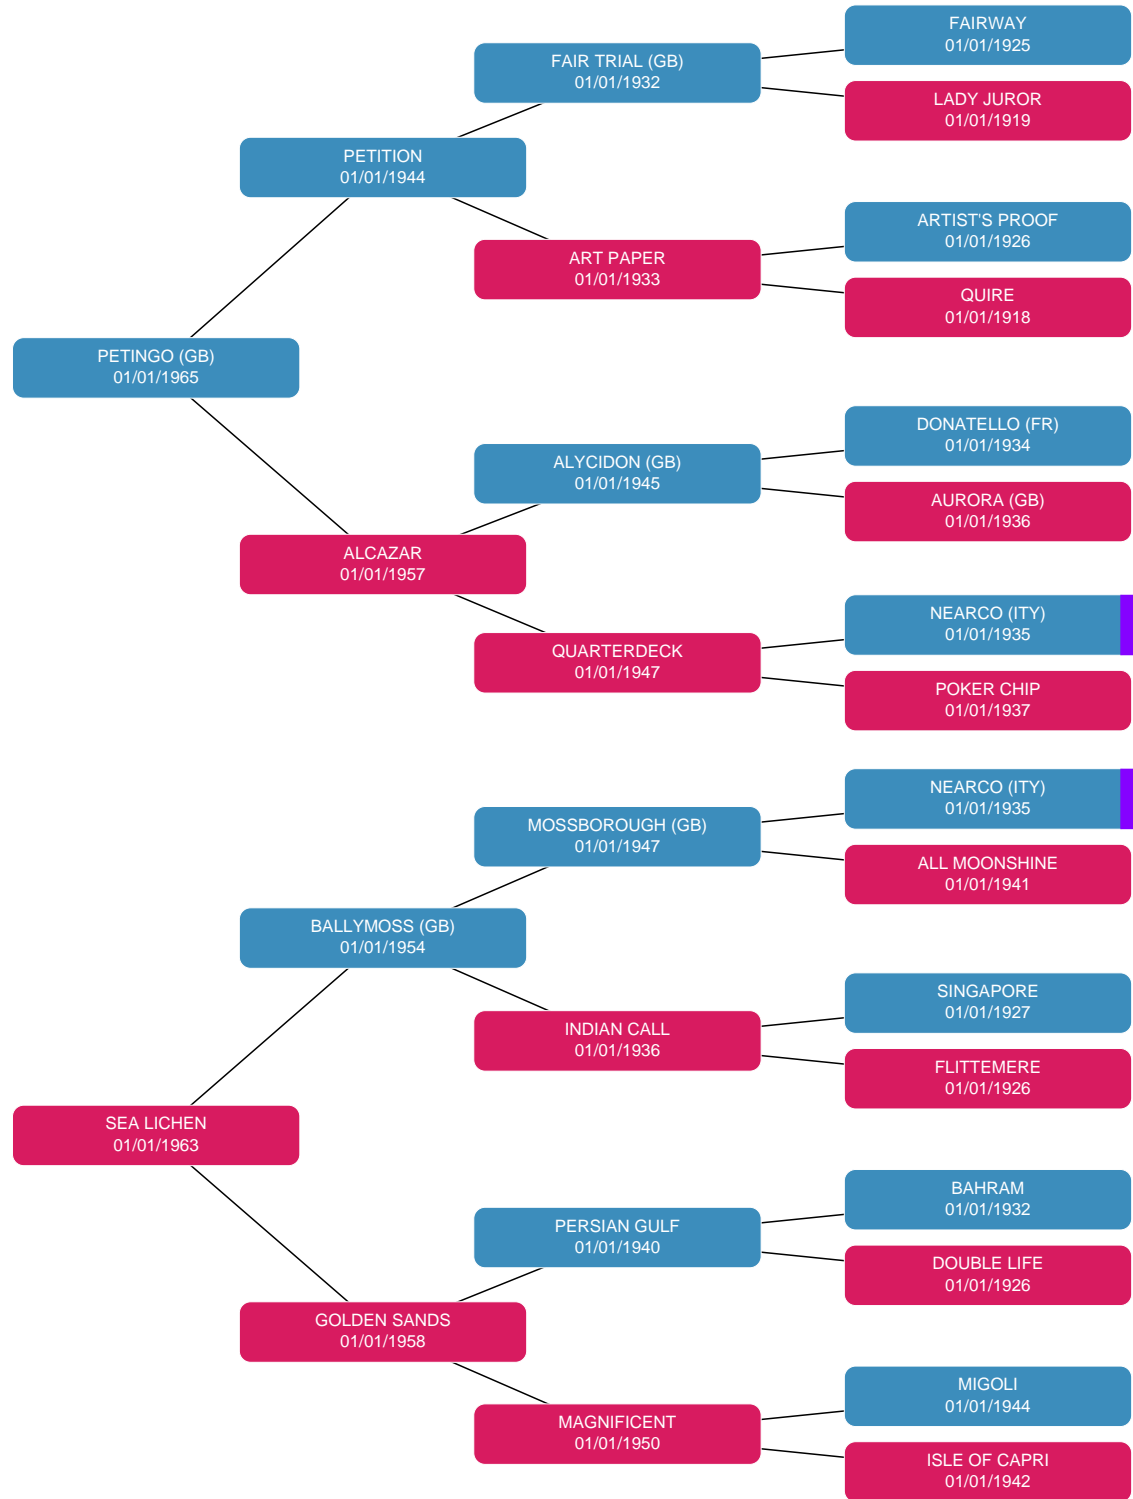 FAIRWAY
01/01/1925
FAIR TRIAL (GB)
01/01/1932
LADY JUROR
01/01/1919
PETITION
01/01/1944
ARTIST'S PROOF
01/01/1926
ART PAPER
01/01/1933
QUIRE
01/01/1918
PETINGO (GB)
01/01/1965
DONATELLO (FR)
01/01/1934
ALYCIDON (GB)
01/01/1945
AURORA (GB)
01/01/1936
ALCAZAR
01/01/1957
NEARCO (ITY)
01/01/1935
QUARTERDECK
01/01/1947
POKER CHIP
01/01/1937
NEARCO (ITY)
01/01/1935
MOSSBOROUGH (GB)
01/01/1947
ALL MOONSHINE
01/01/1941
BALLYMOSS (GB)
01/01/1954
SINGAPORE
01/01/1927
INDIAN CALL
01/01/1936
FLITTEMERE
01/01/1926
SEA LICHEN
01/01/1963
BAHRAM
01/01/1932
PERSIAN GULF
01/01/1940
DOUBLE LIFE
01/01/1926
GOLDEN SANDS
01/01/1958
MIGOLI
01/01/1944
MAGNIFICENT
01/01/1950
ISLE OF CAPRI
01/01/1942